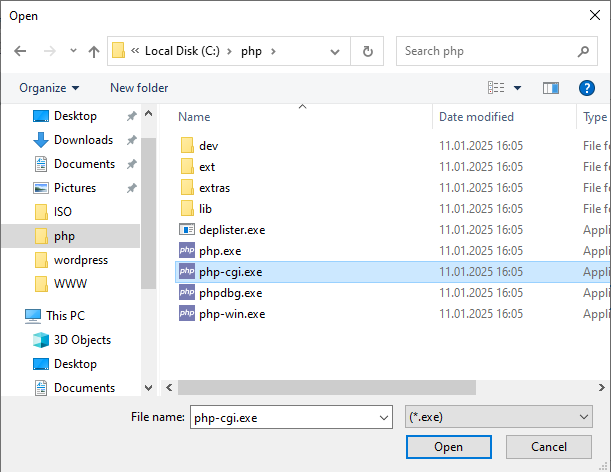 Open
Local Disk (C:) php
Search php
Organize New folder
Name Date modified Type
Desktop
Downloads
Documents
Pictures
ISO
php
wordpress
WWW
This PC
3D Objects
Desktop
Documents
dev 11.01.2025 16:05 File f
ext 11.01.2025 16:05 File f
extras 11.01.2025 16:05 File f
lib 11.01.2025 16:05 File f
deplister.exe 11.01.2025 16:05 Appli
php php.exe 11.01.2025 16:05 Appli
php php-cgi.exe 11.01.2025 16:05 Appli
php phpdbg.exe 11.01.2025 16:05 Appli
php php-win.exe 11.01.2025 16:05 Appli
File name: php-cgi.exe (*.exe)
Open Cancel